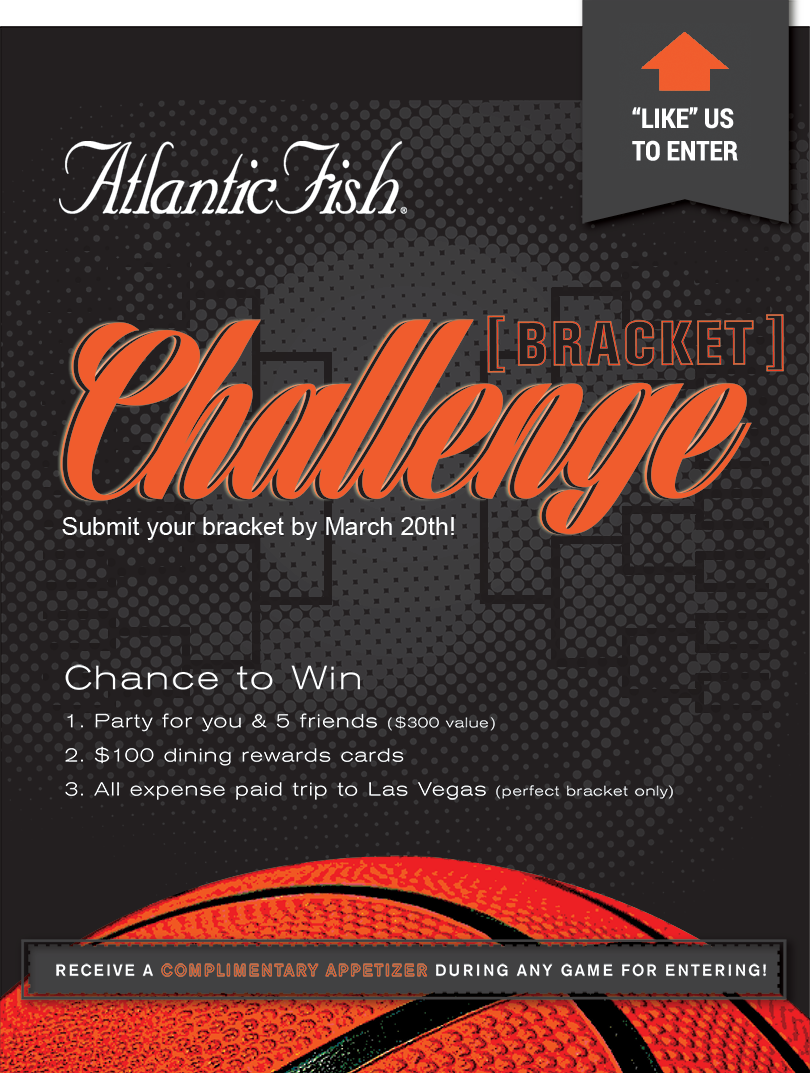 “LIKE” US
TO ENTER
Atlantic Fish®
[BRACKET]
Challenge
Submit your bracket by March 20th!
Chance to Win
1. Party for you & 5 friends ($300 value)
2. $100 dining rewards cards
3. All expense paid trip to Las Vegas (perfect bracket only)
RECEIVE A COMPLIMENTARY APPETIZER DURING ANY GAME FOR ENTERING!